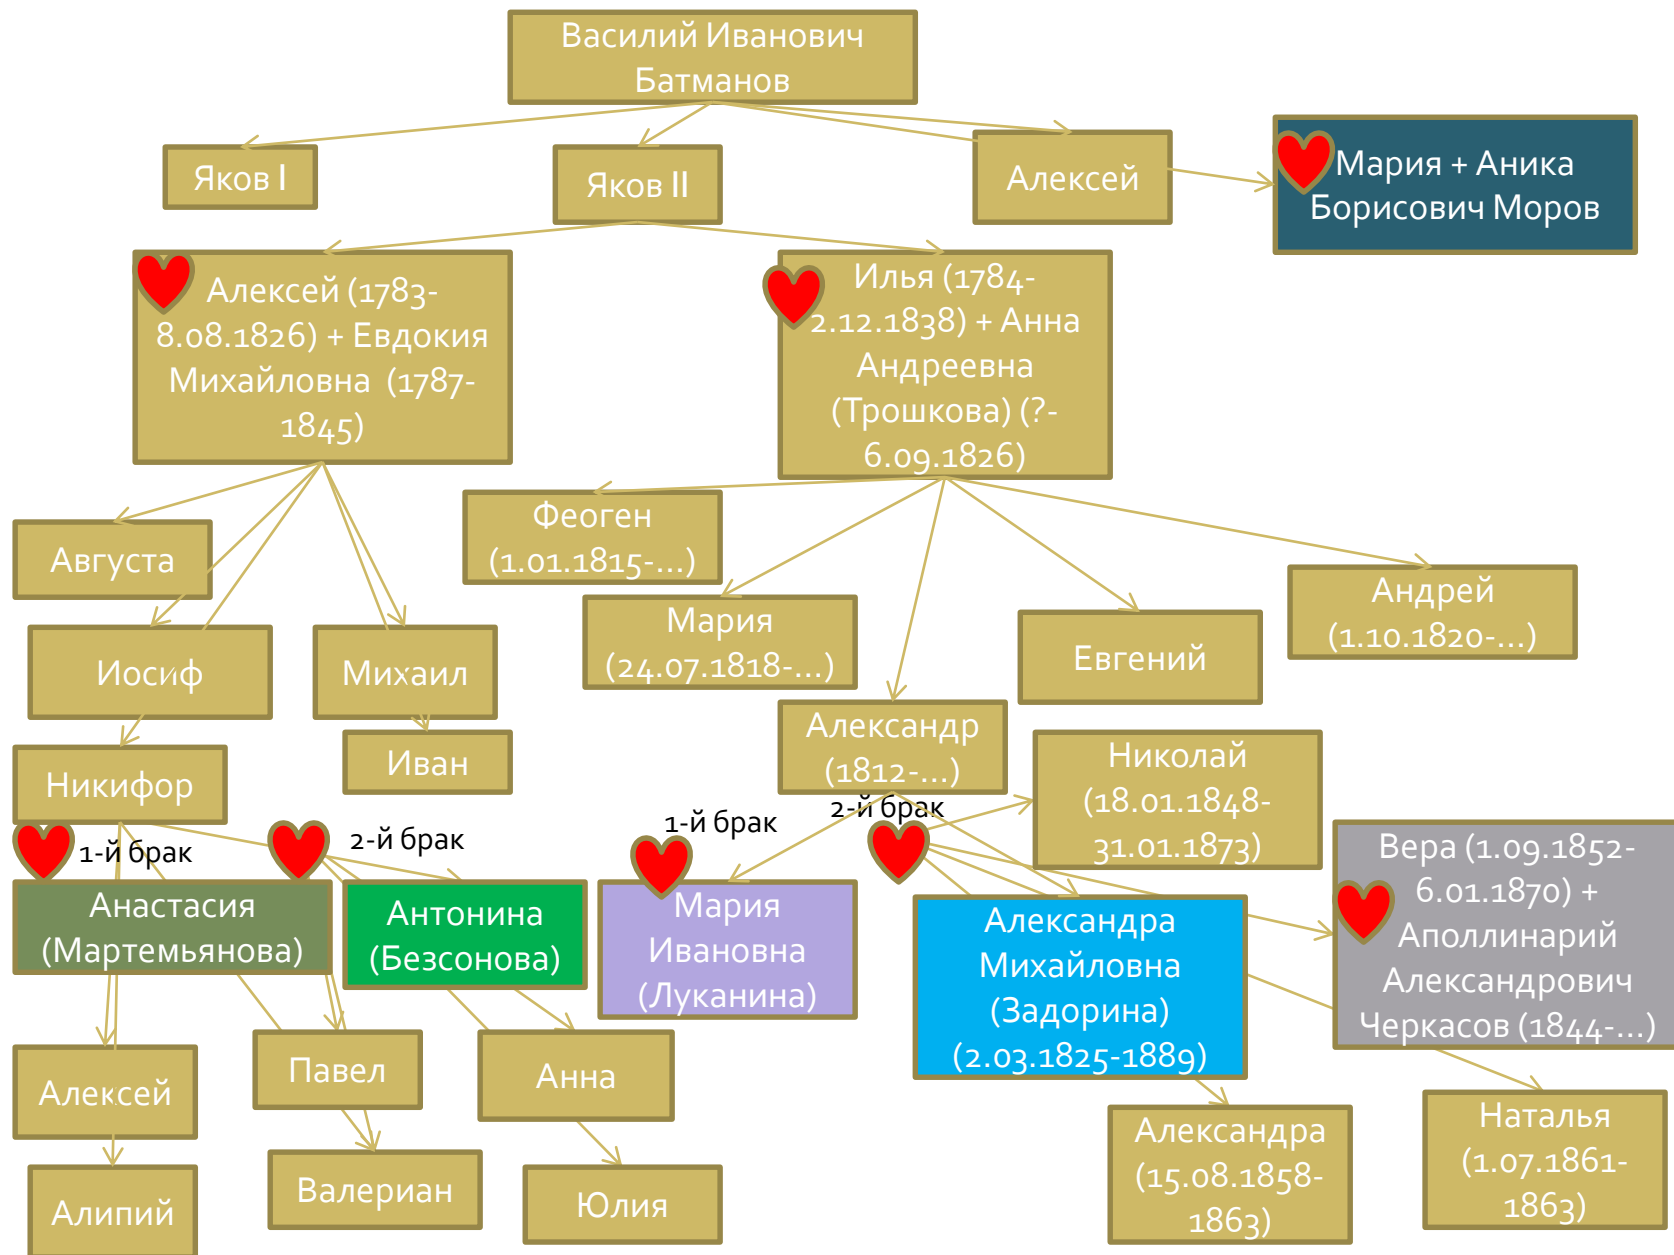 Василий Иванович
Батманов
Яков I
Яков II
Алексей
Мария + Аника
Борисович Моров
Алексей (1783-
8.08.1826) + Евдокия
Михайловна (1787-
1845)
Илья (1784-
2.12.1838) + Анна
Андреевна
(Трошкова) (?-
6.09.1826)
Августа
Феоген
(1.01.1815-...)
Мария
(24.07.1818-...)
Евгений
Андрей
(1.10.1820-...)
Иосиф
Михаил
Никифор
Иван
Александр
(1812-...)
Николай
(18.01.1848-
31.01.1873)
1-й брак
2-й брак
1-й брак
2-й брак
Анастасия
(Мартемьянова)
Антонина
(Безсонова)
Мария
Ивановна
(Луканина)
Александра
Михайловна
(Задорина)
(2.03.1825-1889)
Вера (1.09.1852-
6.01.1870) +
Аполлинарий
Александрович
Черкасов (1844-...)
Алексей
Павел
Анна
Алипий
Валериан
Юлия
Александра
(15.08.1858-
1863)
Наталья
(1.07.1861-
1863)